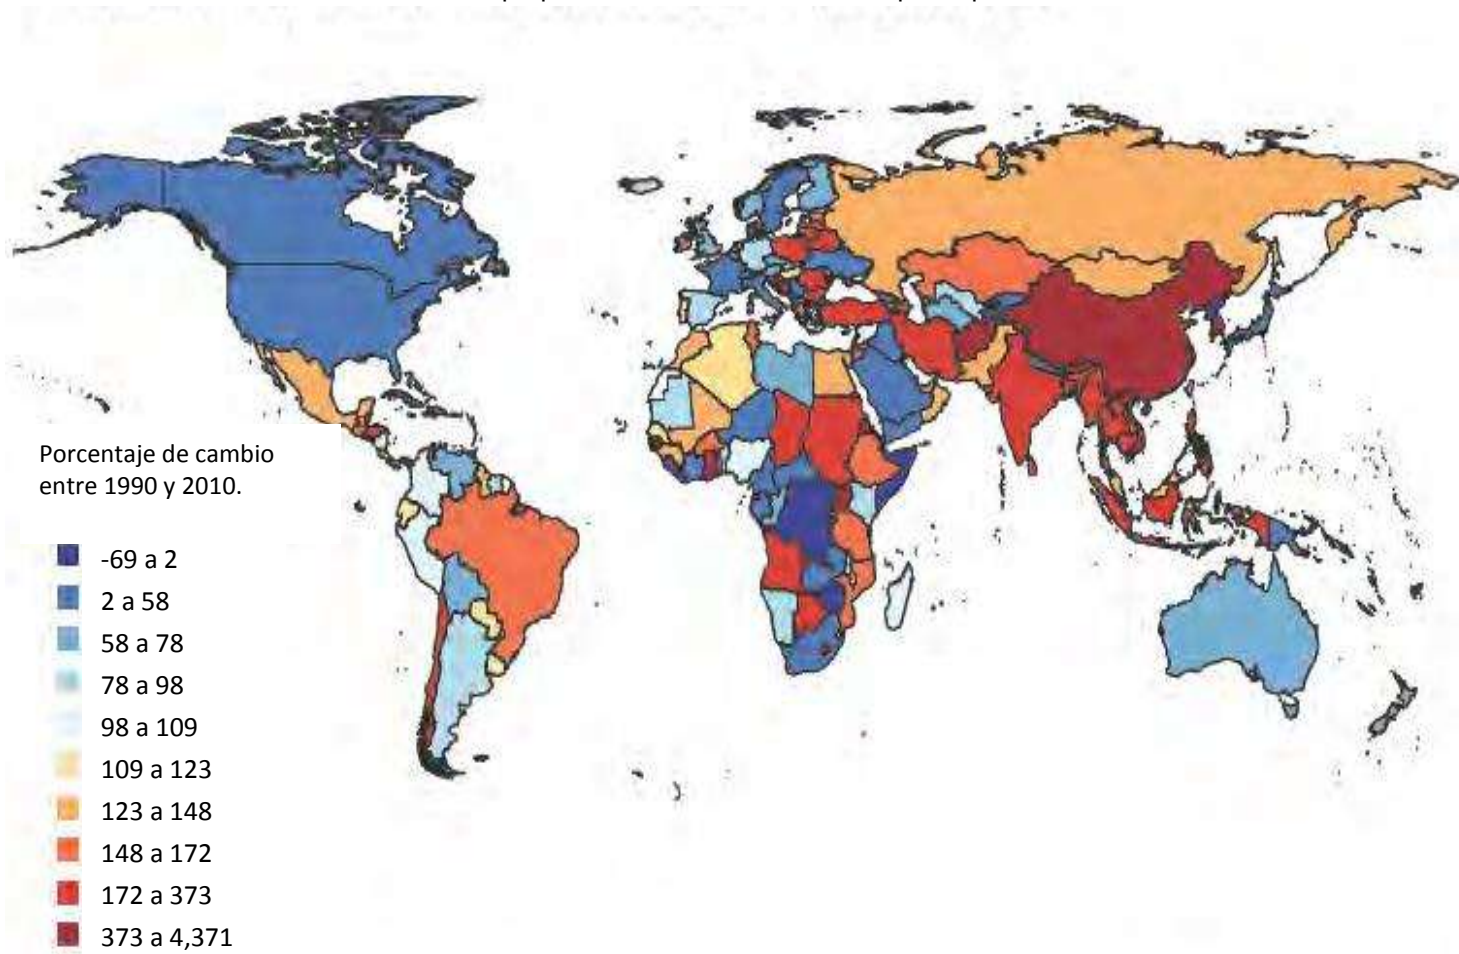 Porcentaje de cambio
entre 1990 y 2010.
-69 a 2
2 a 58
58 a 78
78 a 98
98 a 109
109 a 123
123 a 148
148 a 172
172 a 373
373 a 4,371